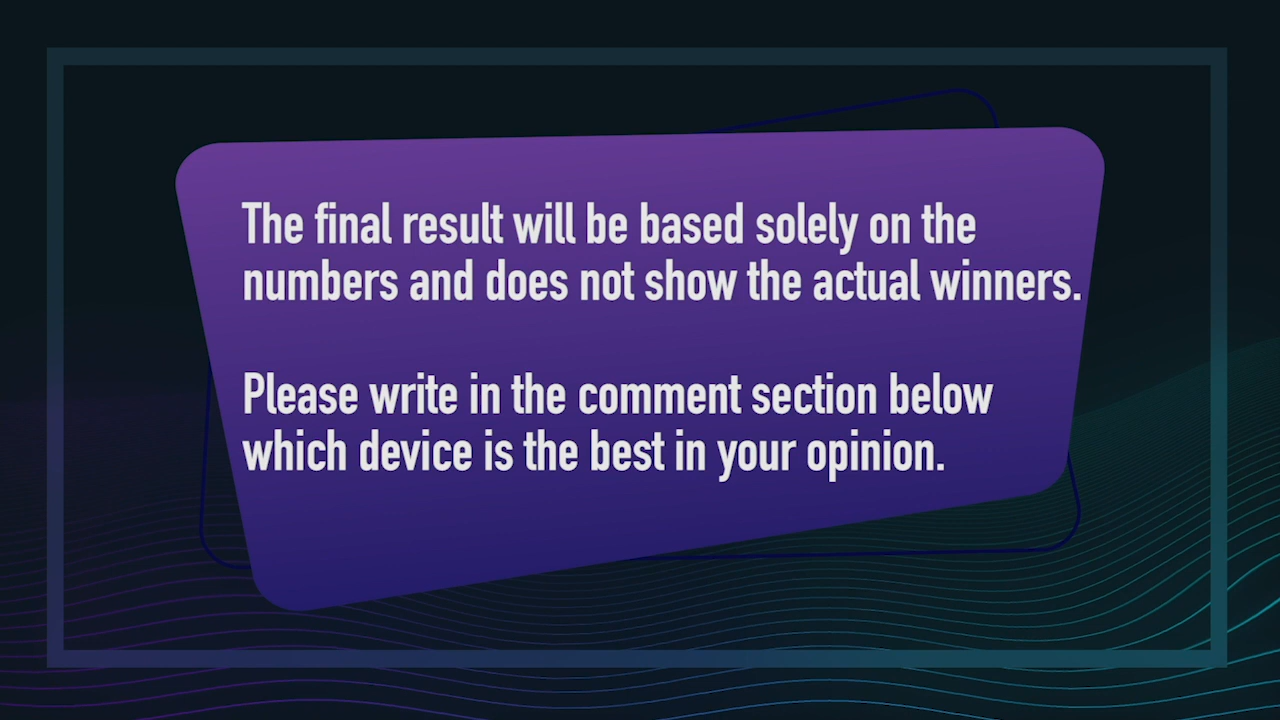 The final result will be based solely on the
numbers and does not show the actual winners.
Please write in the comment section below
which device is the best in your opinion.